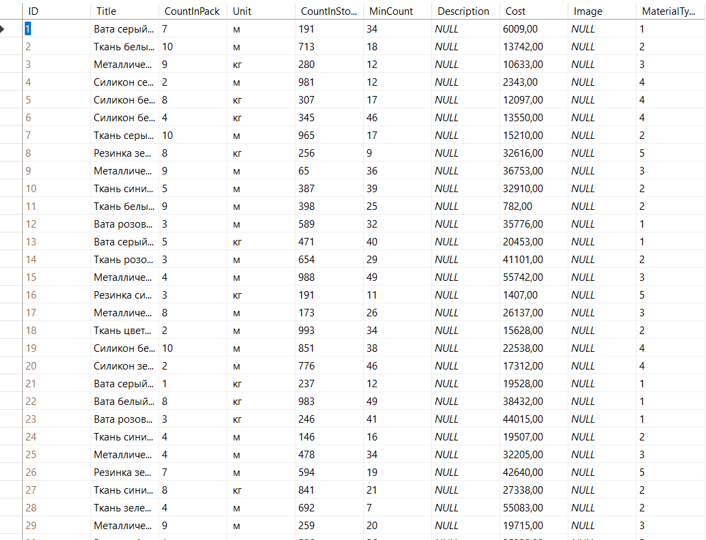 ID Title CountInPack Unit CountInSto... MinCount Description Cost Image MaterialTy...
1 Вата серый... 7 м 191 34 NULL 6009,00 NULL 1
2 Ткань белы... 10 м 713 18 NULL 13742,00 NULL 2
3 Металличе... 9 кг 280 12 NULL 10633,00 NULL 3
4 Силикон се... 2 м 981 12 NULL 2343,00 NULL 4
5 Силикон бе... 8 кг 307 17 NULL 12097,00 NULL 4
6 Силикон бе... 4 кг 345 46 NULL 13550,00 NULL 4
7 Ткань серы... 10 м 965 17 NULL 15210,00 NULL 2
8 Резинка зе... 8 кг 256 9 NULL 32616,00 NULL 5
9 Металличе... 9 м 65 36 NULL 36753,00 NULL 3
10 Ткань сини... 5 м 387 39 NULL 32910,00 NULL 2
11 Ткань белы... 9 м 398 25 NULL 782,00 NULL 2
12 Вата розов... 3 м 589 32 NULL 35776,00 NULL 1
13 Вата серый... 5 кг 471 40 NULL 20453,00 NULL 1
14 Ткань розо... 3 м 654 29 NULL 41101,00 NULL 2
15 Металличе... 4 м 988 49 NULL 55742,00 NULL 3
16 Резинка си... 3 кг 191 11 NULL 1407,00 NULL 5
17 Металличе... 8 м 173 26 NULL 26137,00 NULL 3
18 Ткань цвет... 2 м 993 34 NULL 15628,00 NULL 2
19 Силикон бе... 10 м 851 38 NULL 22538,00 NULL 4
20 Силикон зе... 2 м 776 46 NULL 17312,00 NULL 4
21 Вата серый... 1 кг 237 12 NULL 19528,00 NULL 1
22 Вата белый... 8 кг 983 49 NULL 38432,00 NULL 1
23 Вата розов... 3 кг 246 41 NULL 44015,00 NULL 1
24 Ткань сини... 4 м 146 16 NULL 19507,00 NULL 2
25 Металличе... 4 м 478 34 NULL 32205,00 NULL 3
26 Резинка зе... 7 м 594 19 NULL 42640,00 NULL 5
27 Ткань сини... 8 кг 841 21 NULL 27338,00 NULL 2
28 Ткань зеле... 4 м 692 7 NULL 55083,00 NULL 2
29 Металличе... 9 м 259 20 NULL 19715,00 NULL 3